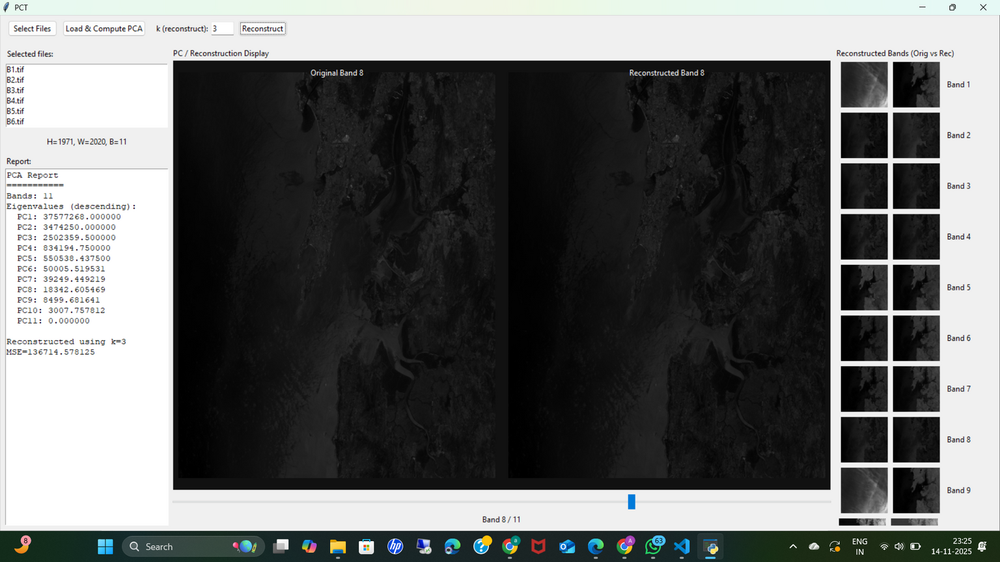 PCT
Select Files
Load & Compute PCA
k (reconstruct): 3
Reconstruct
Selected files:
B1.tif
B2.tif
B3.tif
B4.tif
B5.tif
B6.tif
H=1971, W=2020, B=11
Report:
PCA Report
===========
Bands: 11
Eigenvalues (descending):
PC1: 37577268.000000
PC2: 3474250.000000
PC3: 2502359.500000
PC4: 834194.750000
PC5: 550538.437500
PC6: 50005.519531
PC7: 39249.449219
PC8: 18342.605469
PC9: 8499.681641
PC10: 3007.757812
PC11: 0.000000
Reconstructed using k=3
MSE=136714.578125
PC / Reconstruction Display
Original Band 8
Reconstructed Band 8
Band 8 / 11
Reconstructed Bands (Orig vs Rec)
Band 1
Band 2
Band 3
Band 4
Band 5
Band 6
Band 7
Band 8
Band 9
8
Search
hp
a
A
63
ENG
IN
23:25
14-11-2025